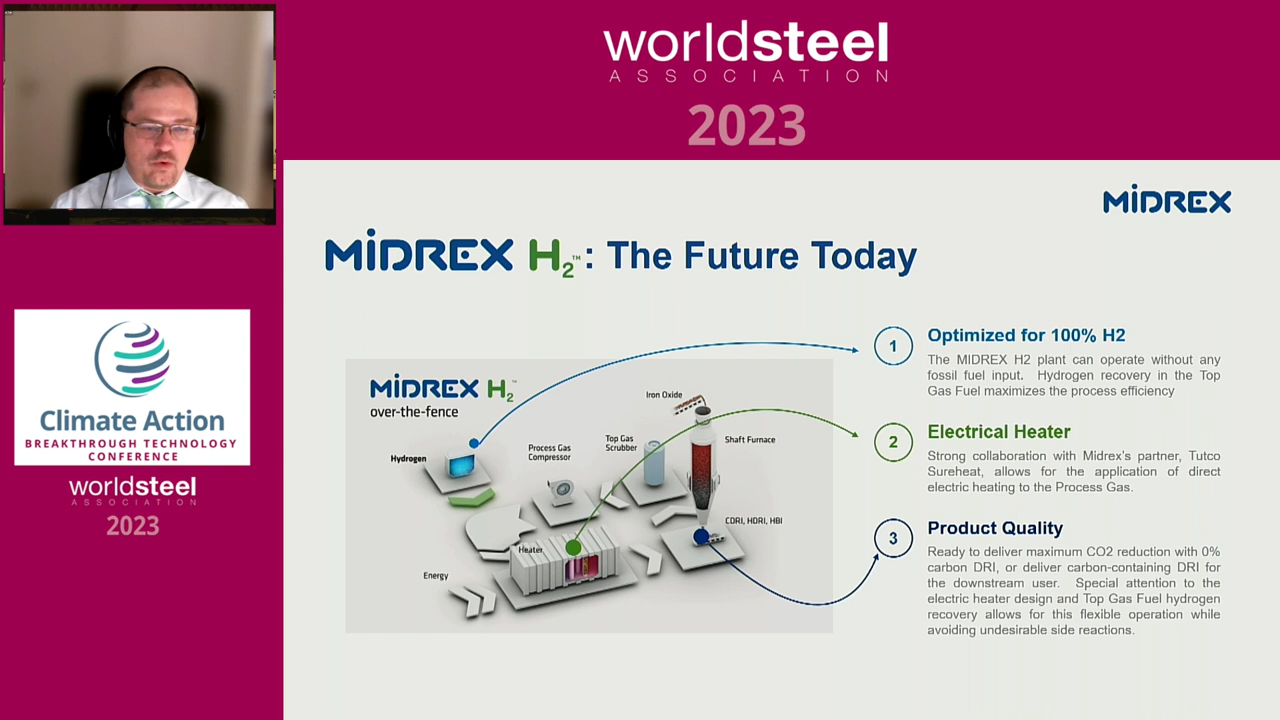 worldsteel
ASSOCIATION
2023
MIDREX
MIDREX H2™: The Future Today
Climate Action
BREAKTHROUGH TECHNOLOGY
CONFERENCE
worldsteel
ASSOCIATION
2023
MIDREX H2™
over-the-fence
Hydrogen
Process Gas
Compressor
Top Gas
Scrubber
Iron Oxide
Shaft Furnace
CDRI, HDRI, HBI
Heater
Energy
1
Optimized for 100% H2
The MIDREX H2 plant can operate without any
fossil fuel input. Hydrogen recovery in the Top
Gas Fuel maximizes the process efficiency
2
Electrical Heater
Strong collaboration with Midrex's partner, Tutco
Sureheat, allows for the application of direct
electric heating to the Process Gas.
3
Product Quality
Ready to deliver maximum CO2 reduction with 0%
carbon DRI, or deliver carbon-containing DRI for
the downstream user. Special attention to the
electric heater design and Top Gas Fuel hydrogen
recovery allows for this flexible operation while
avoiding undesirable side reactions.